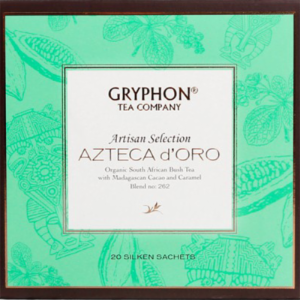 GRYPHON®
TEA COMPANY
Artisan Selection
AZTECA d'ORO
Organic South African Bush Tea
with Madagascan Cacao and Caramel
Blend no: 262
20 SILKEN SACHETS